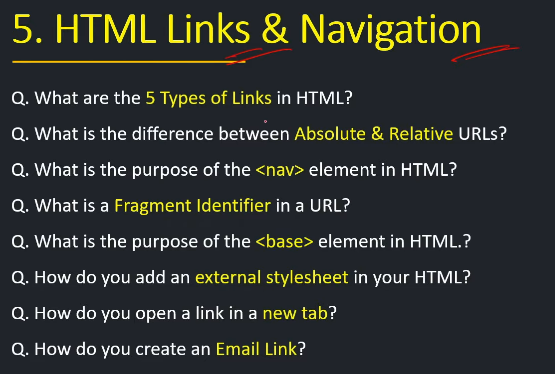 5. HTML Links & Navigation
Q. What are the 5 Types of Links in HTML?
Q. What is the difference between Absolute & Relative URLs?
Q. What is the purpose of the <nav> element in HTML?
Q. What is a Fragment Identifier in a URL?
Q. What is the purpose of the <base> element in HTML.?
Q. How do you add an external stylesheet in your HTML?
Q. How do you open a link in a new tab?
Q. How do you create an Email Link?